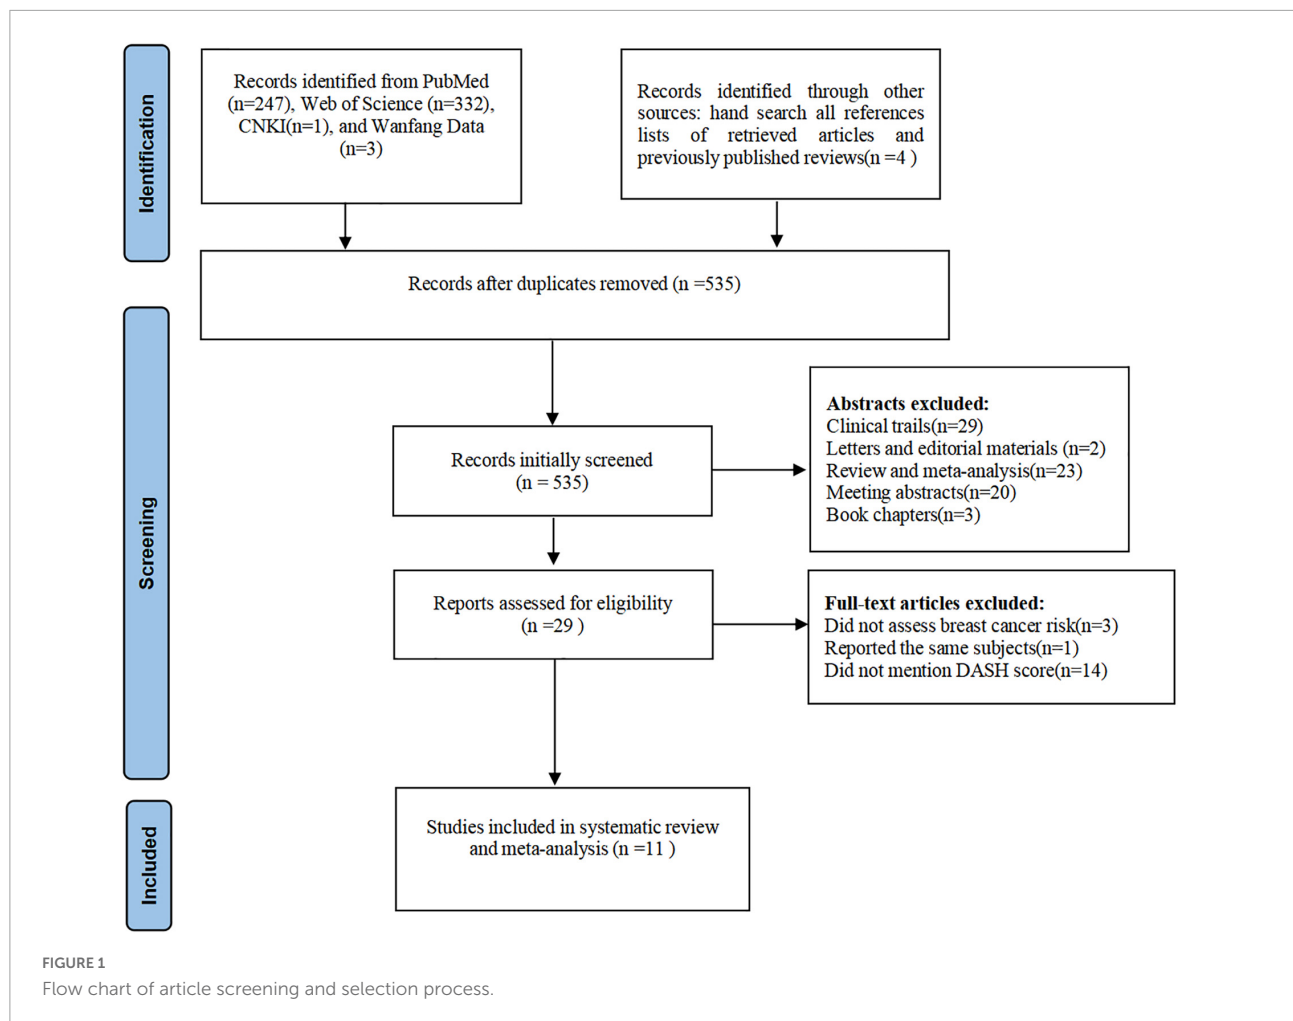 Identification
Records identified from PubMed
(n=247), Web of Science (n=332),
CNKI(n=1), and Wanfang Data
(n=3)
Records identified through other
sources: hand search all references
lists of retrieved articles and
previously published reviews(n =4 )
Records after duplicates removed (n =535)
Screening
Records initially screened
(n = 535)
Abstracts excluded:
Clinical trails(n=29)
Letters and editorial materials (n=2)
Review and meta-analysis(n=23)
Meeting abstracts(n=20)
Book chapters(n=3)
Reports assessed for eligibility
(n =29 )
Full-text articles excluded:
Did not assess breast cancer risk(n=3)
Reported the same subjects(n=1)
Did not mention DASH score(n=14)
Included
Studies included in systematic review
and meta-analysis (n =11 )
FIGURE 1
Flow chart of article screening and selection process.